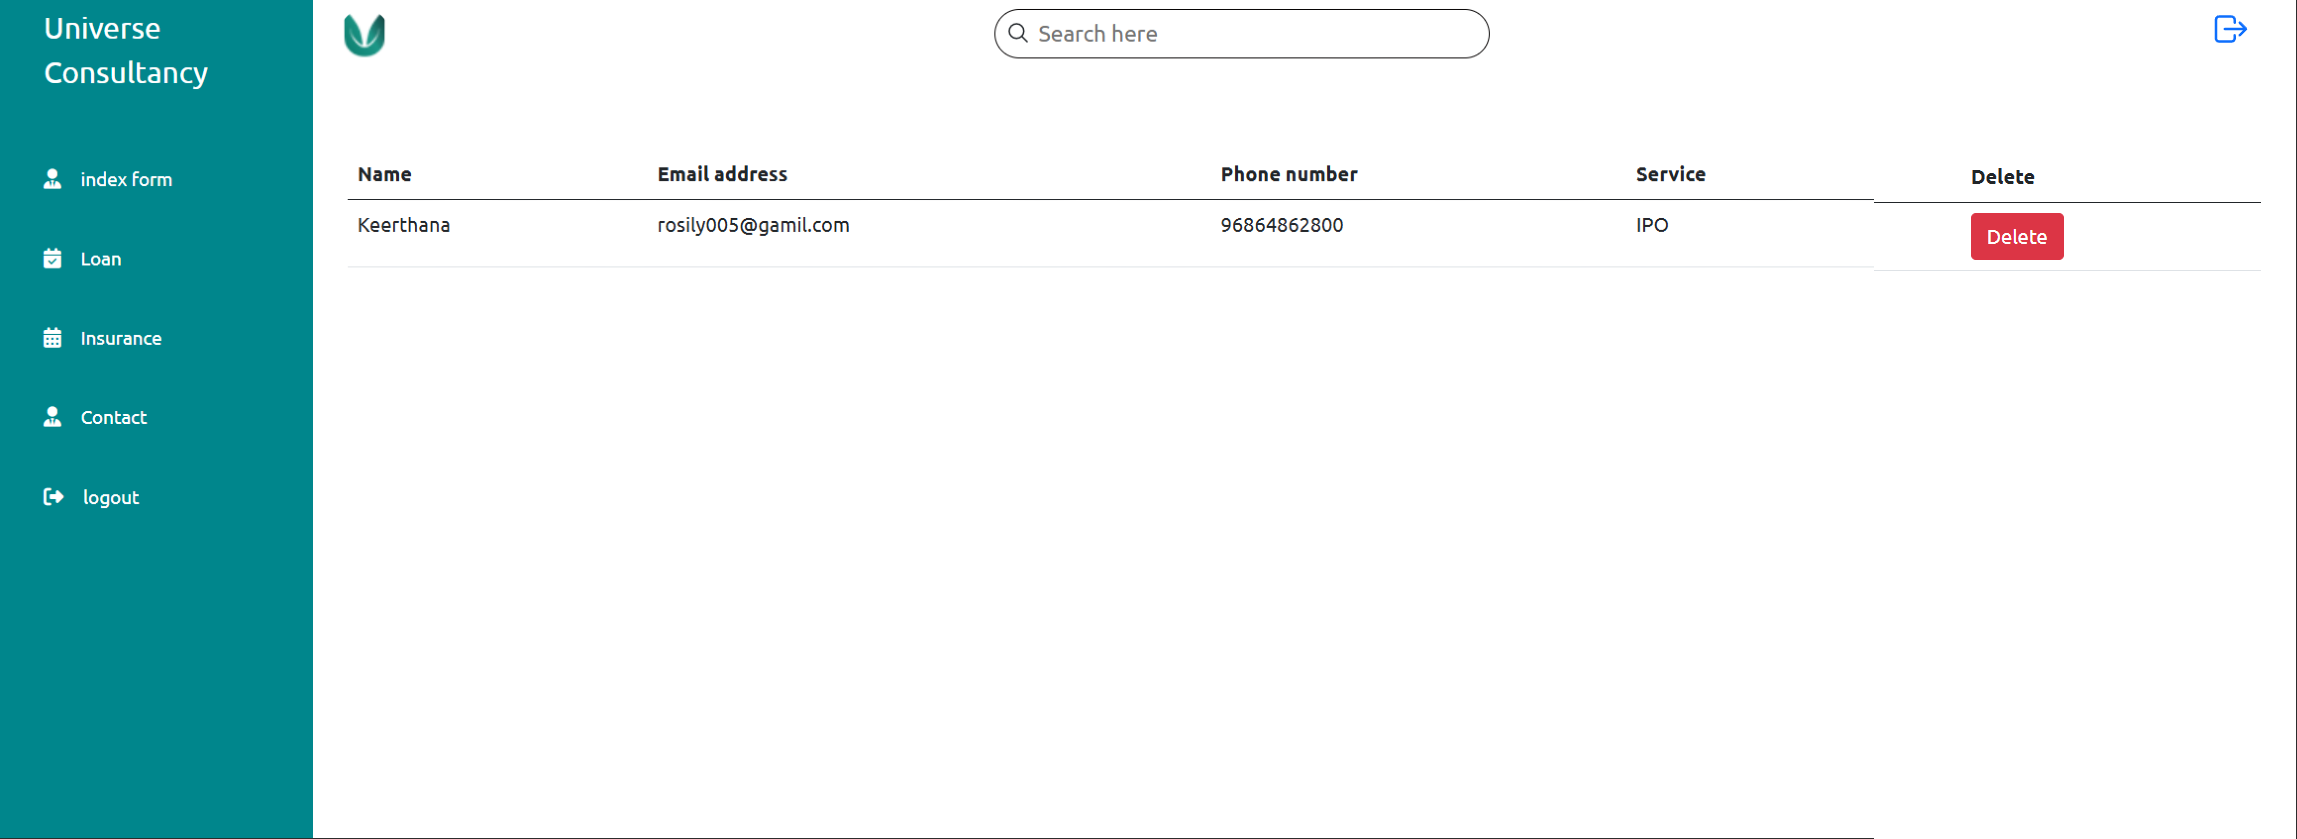 Universe
Consultancy
Search here
index form
Loan
Insurance
Contact
logout
Name Email address Phone number Service Delete
Keerthana rosily005@gamil.com 96864862800 IPO Delete